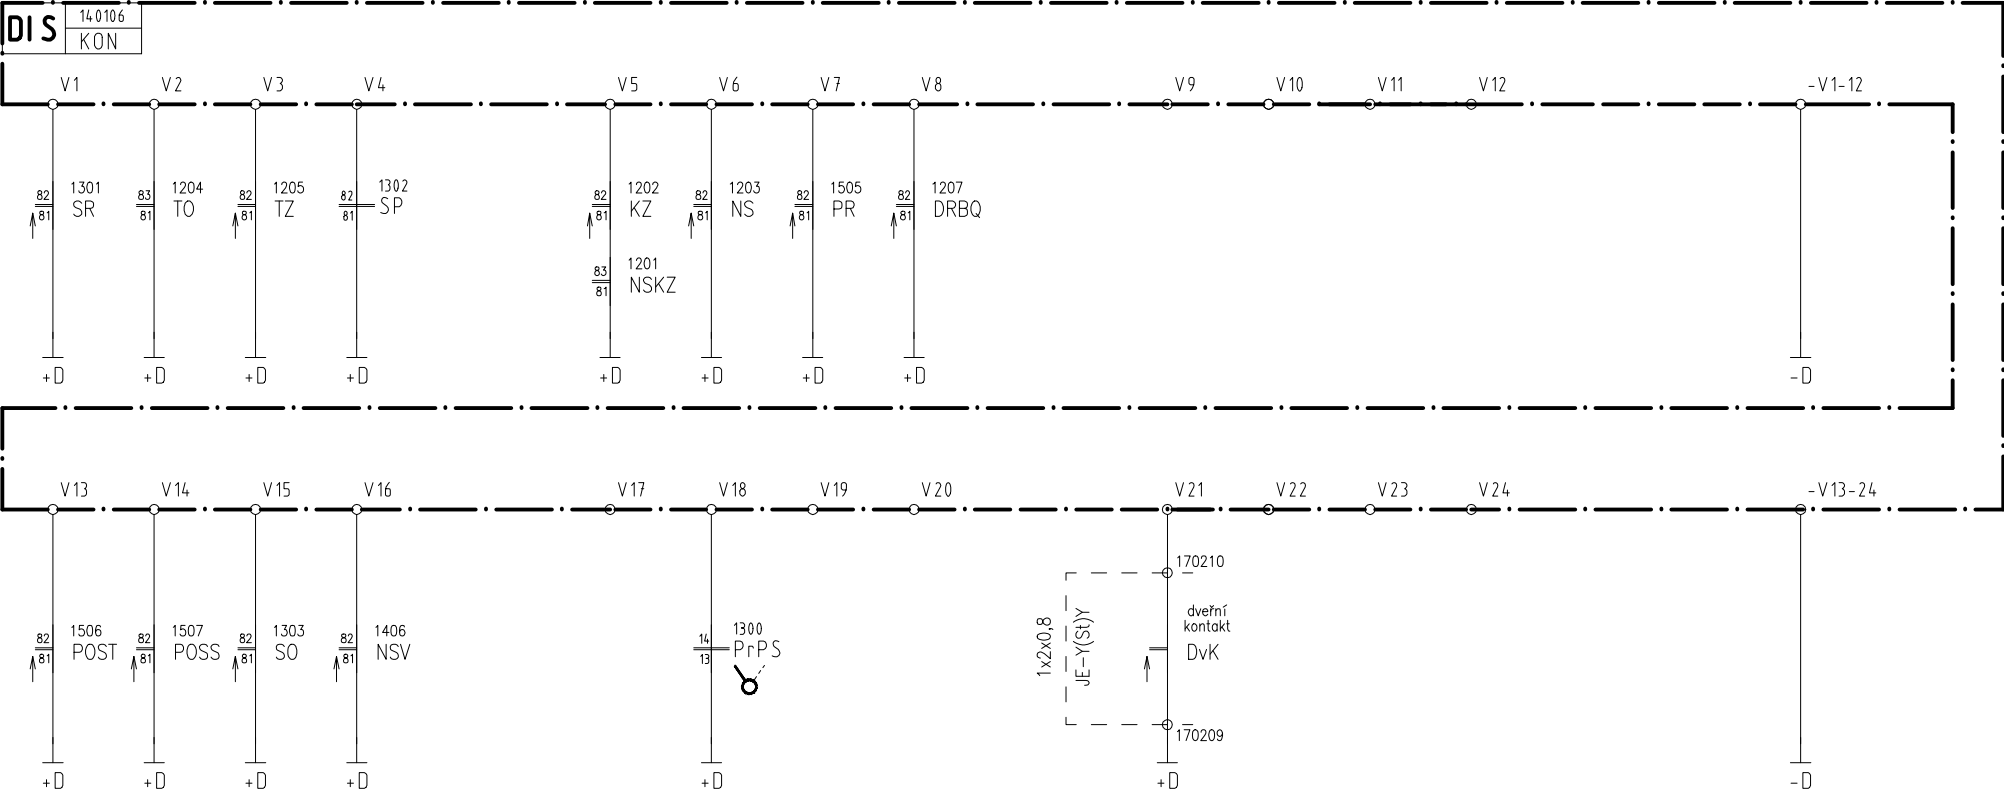 DIS
140106
KON
V1 V2 V3 V4 V5 V6 V7 V8 V9 V10 V11 V12 -V1-12
82 1301 83 1204 82 1205 82 1302 82 1202 82 1203 82 1505 82 1207
81 SR 81 TO 81 TZ 81 SP 81 KZ 81 NS 81 PR 81 DRBQ
83 1201
81 NSKZ
+D +D +D +D +D +D +D +D -D
V13 V14 V15 V16 V17 V18 V19 V20 V21 V22 V23 V24 -V13-24
170210
dveřní
kontakt
DvK
82 1506 82 1507 82 1303 82 1406 14 1300
81 POST 81 POSS 81 SO 81 NSV 13 PrPS
1x2x0,8
JE-Y(St)Y
170209
+D +D +D +D +D +D -D